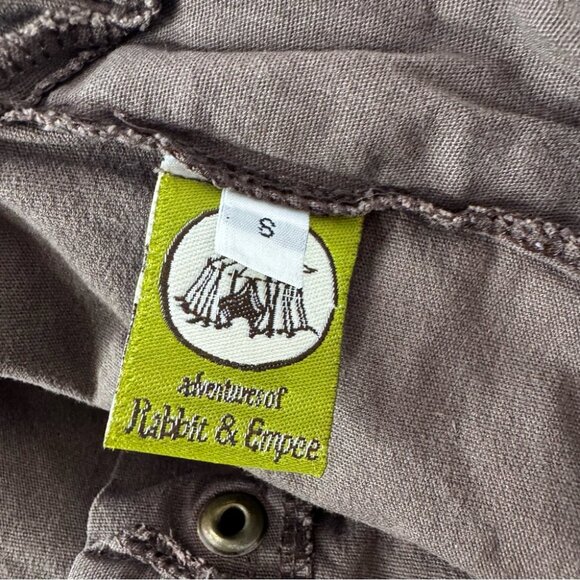 S
adventures of
Rabbit & Empee